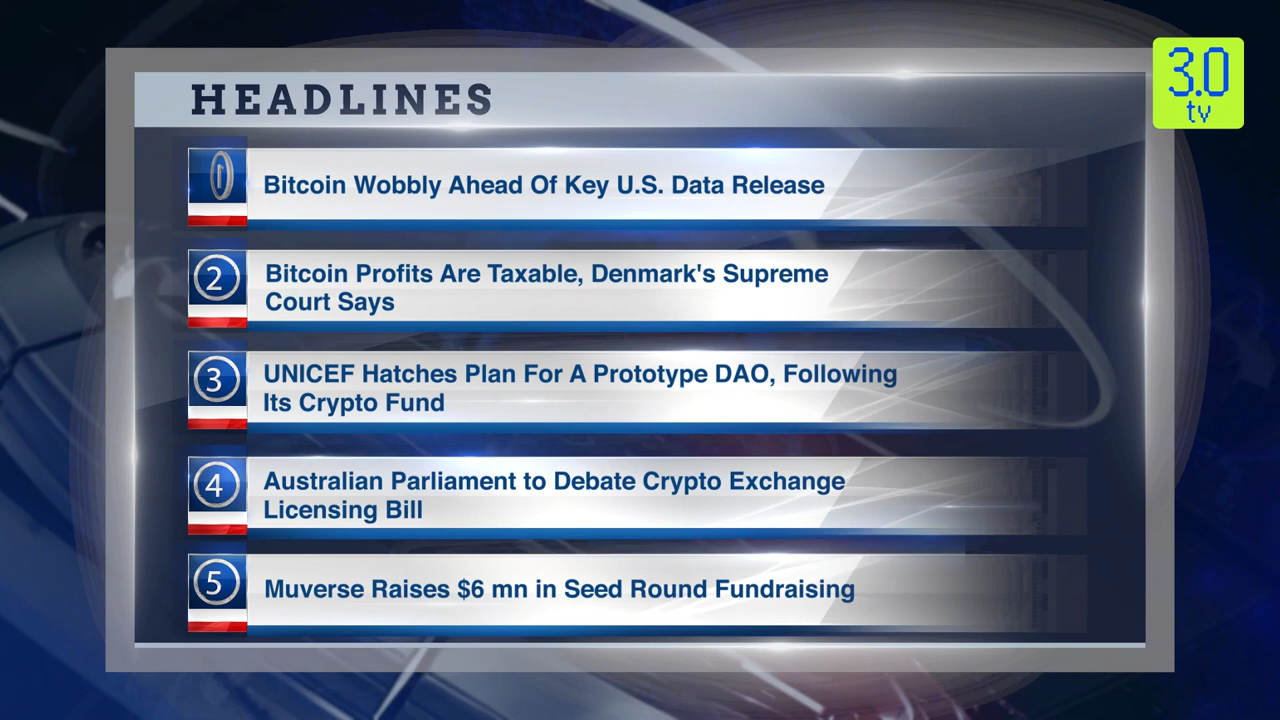 HEADLINES
3.0
tv
1
Bitcoin Wobbly Ahead Of Key U.S. Data Release
2
Bitcoin Profits Are Taxable, Denmark's Supreme
Court Says
3
UNICEF Hatches Plan For A Prototype DAO, Following
Its Crypto Fund
4
Australian Parliament to Debate Crypto Exchange
Licensing Bill
5
Muverse Raises $6 mn in Seed Round Fundraising